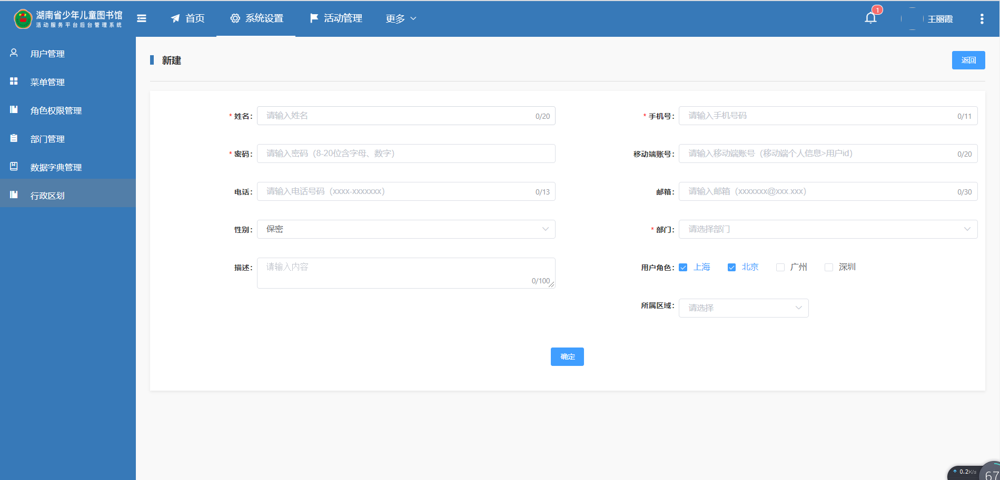 湖南省少年儿童图书馆
活动服务平台后台管理系统
首页
系统设置
活动管理
更多
1
王丽霞
用户管理
菜单管理
角色权限管理
部门管理
数据字典管理
行政区划
新建
返回
* 姓名： 请输入姓名 0/20
* 手机号： 请输入手机号码 0/11
* 密码： 请输入密码（8-20位含字母、数字）
移动端账号： 请输入移动端账号（移动端个人信息>用户id） 0/20
电话： 请输入电话号码（xxxx-xxxxxxx） 0/13
邮箱： 请输入邮箱（xxxxxxx@xxx.xxx） 0/30
性别： 保密
* 部门： 请选择部门
描述： 请输入内容 0/100
用户角色： 上海 北京 广州 深圳
所属区域： 请选择
确定
0.2K/s
67